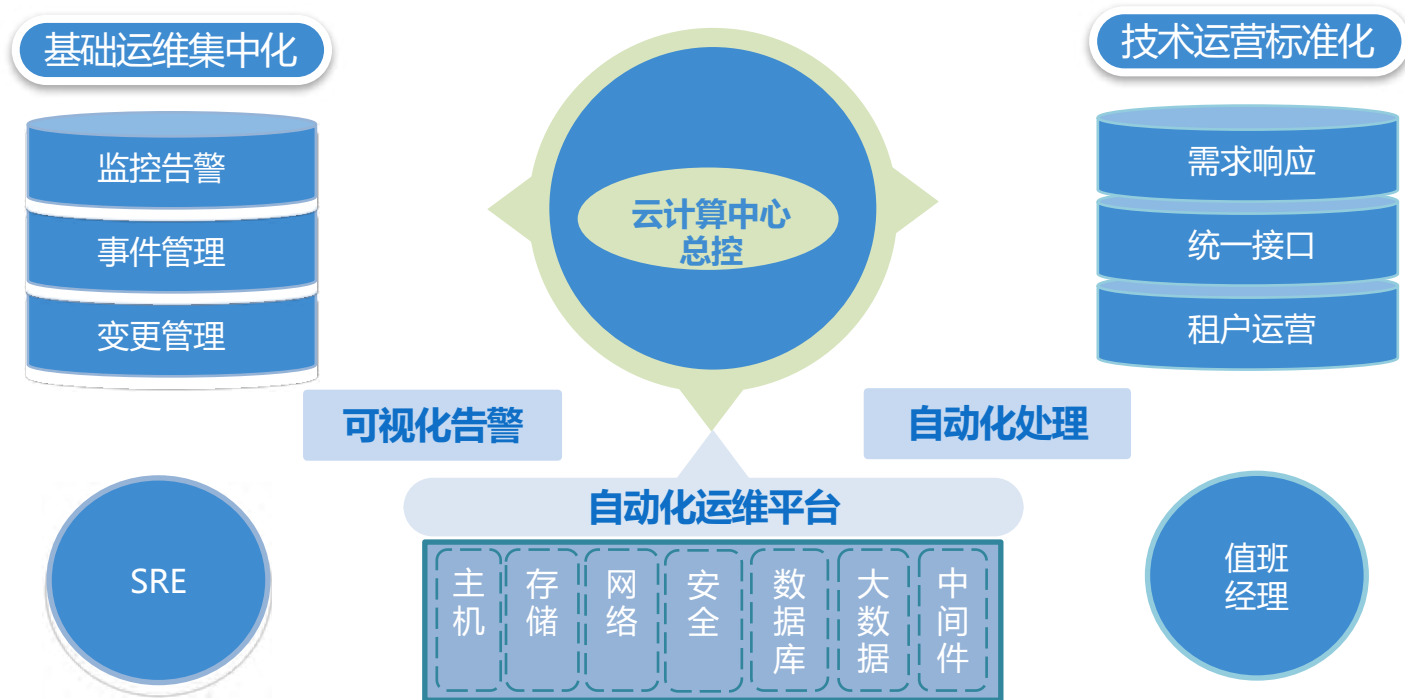 基础运维集中化
监控告警
事件管理
变更管理
云计算中心
总控
技术运营标准化
需求响应
统一接口
租户运营
可视化告警
自动化处理
SRE
自动化运维平台
主机
存储
网络
安全
数据库
大数据
中间件
值班
经理